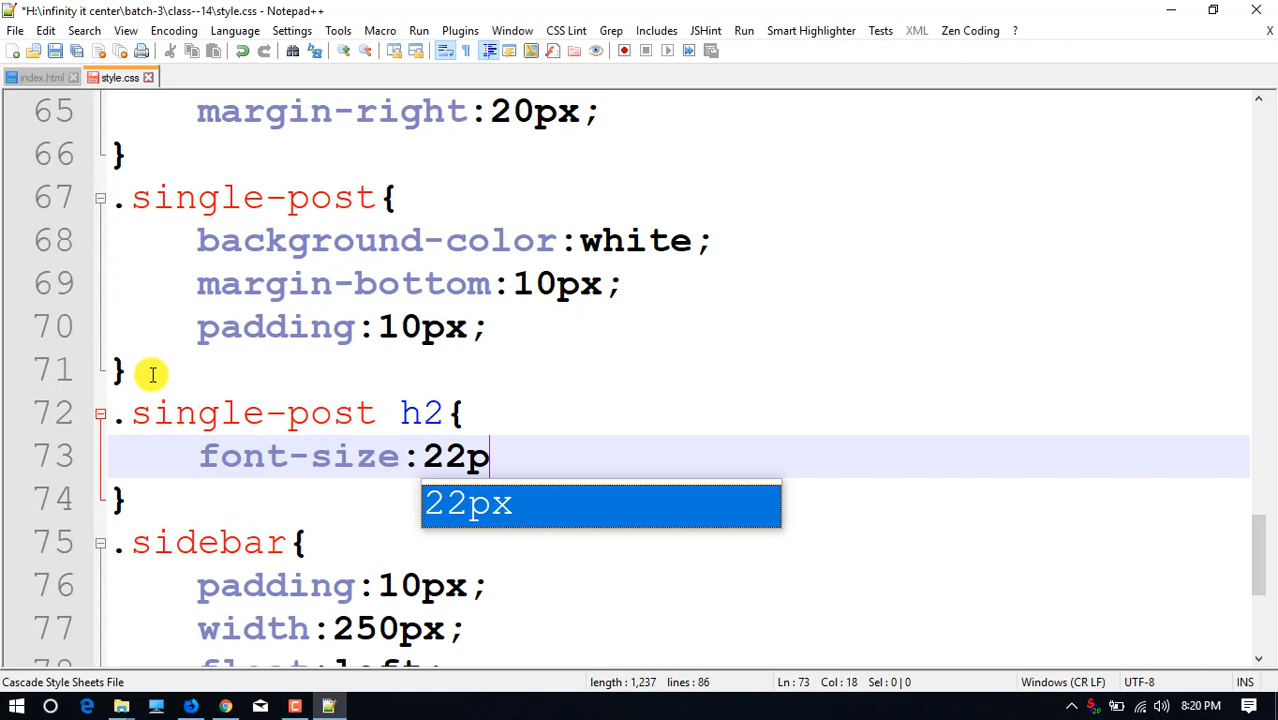 *H:\infinity it center\batch-3\class--14\style.css - Notepad++
File Edit Search View Encoding Language Settings Tools Macro Run Plugins Window CSS Lint Grep Includes JSHint Run Smart Highlighter Tests XML Zen Coding ? X
index.html style.css
65 margin-right:20px;
66 }
67 .single-post{
68 background-color:white;
69 margin-bottom:10px;
70 padding:10px;
71 }
72 .single-post h2{
73 font-size:22p
22px
74 }
75 .sidebar{
76 padding:10px;
77 width:250px;
78 float:left;
Cascade Style Sheets File length : 1,237 lines : 86 Ln : 73 Col : 18 Sel : 0 | 0 Windows (CR LF) UTF-8 INS
8:20 PM